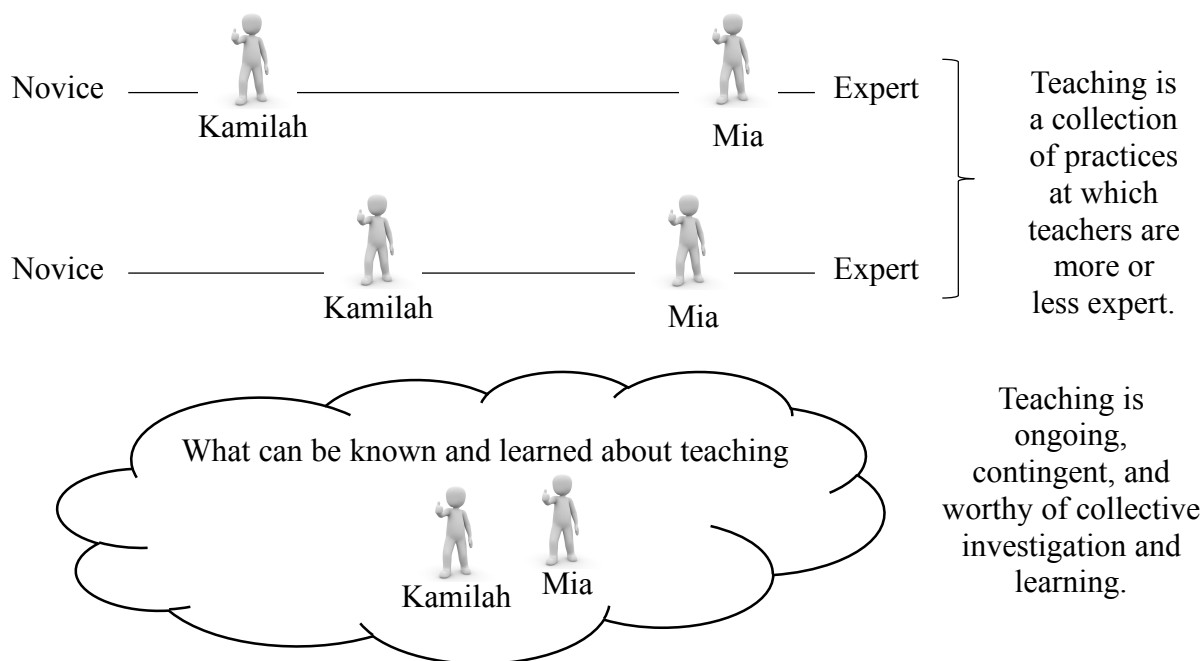 Novice
Kamilah
Mia
Expert
Novice
Kamilah
Mia
Expert
Teaching is
a collection
of practices
at which
teachers are
more or
less expert.
What can be known and learned about teaching
Kamilah
Mia
Teaching is
ongoing,
contingent, and
worthy of collective
investigation and
learning.